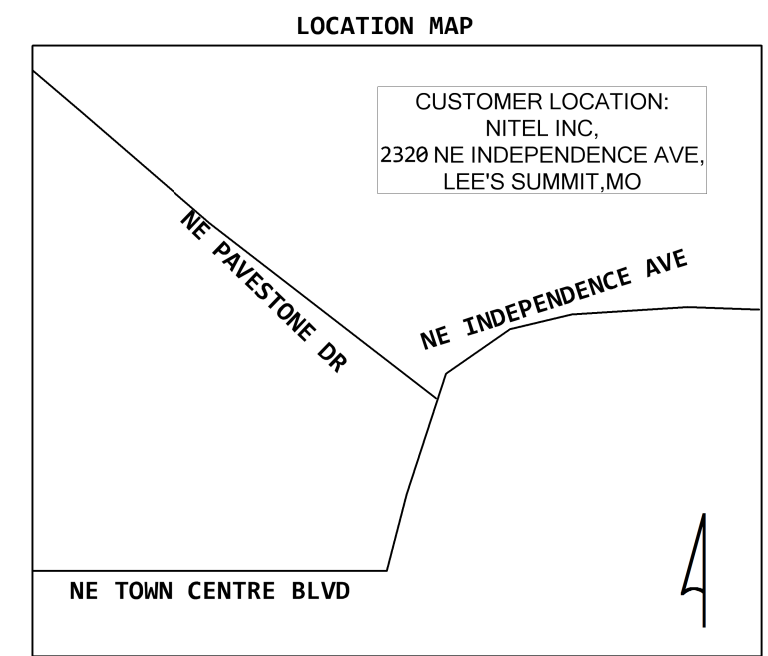 LOCATION MAP
CUSTOMER LOCATION:
NITEL INC,
2320 NE INDEPENDENCE AVE,
LEE'S SUMMIT,MO
NE PAVESTONE DR
NE INDEPENDENCE AVE
NE TOWN CENTRE BLVD